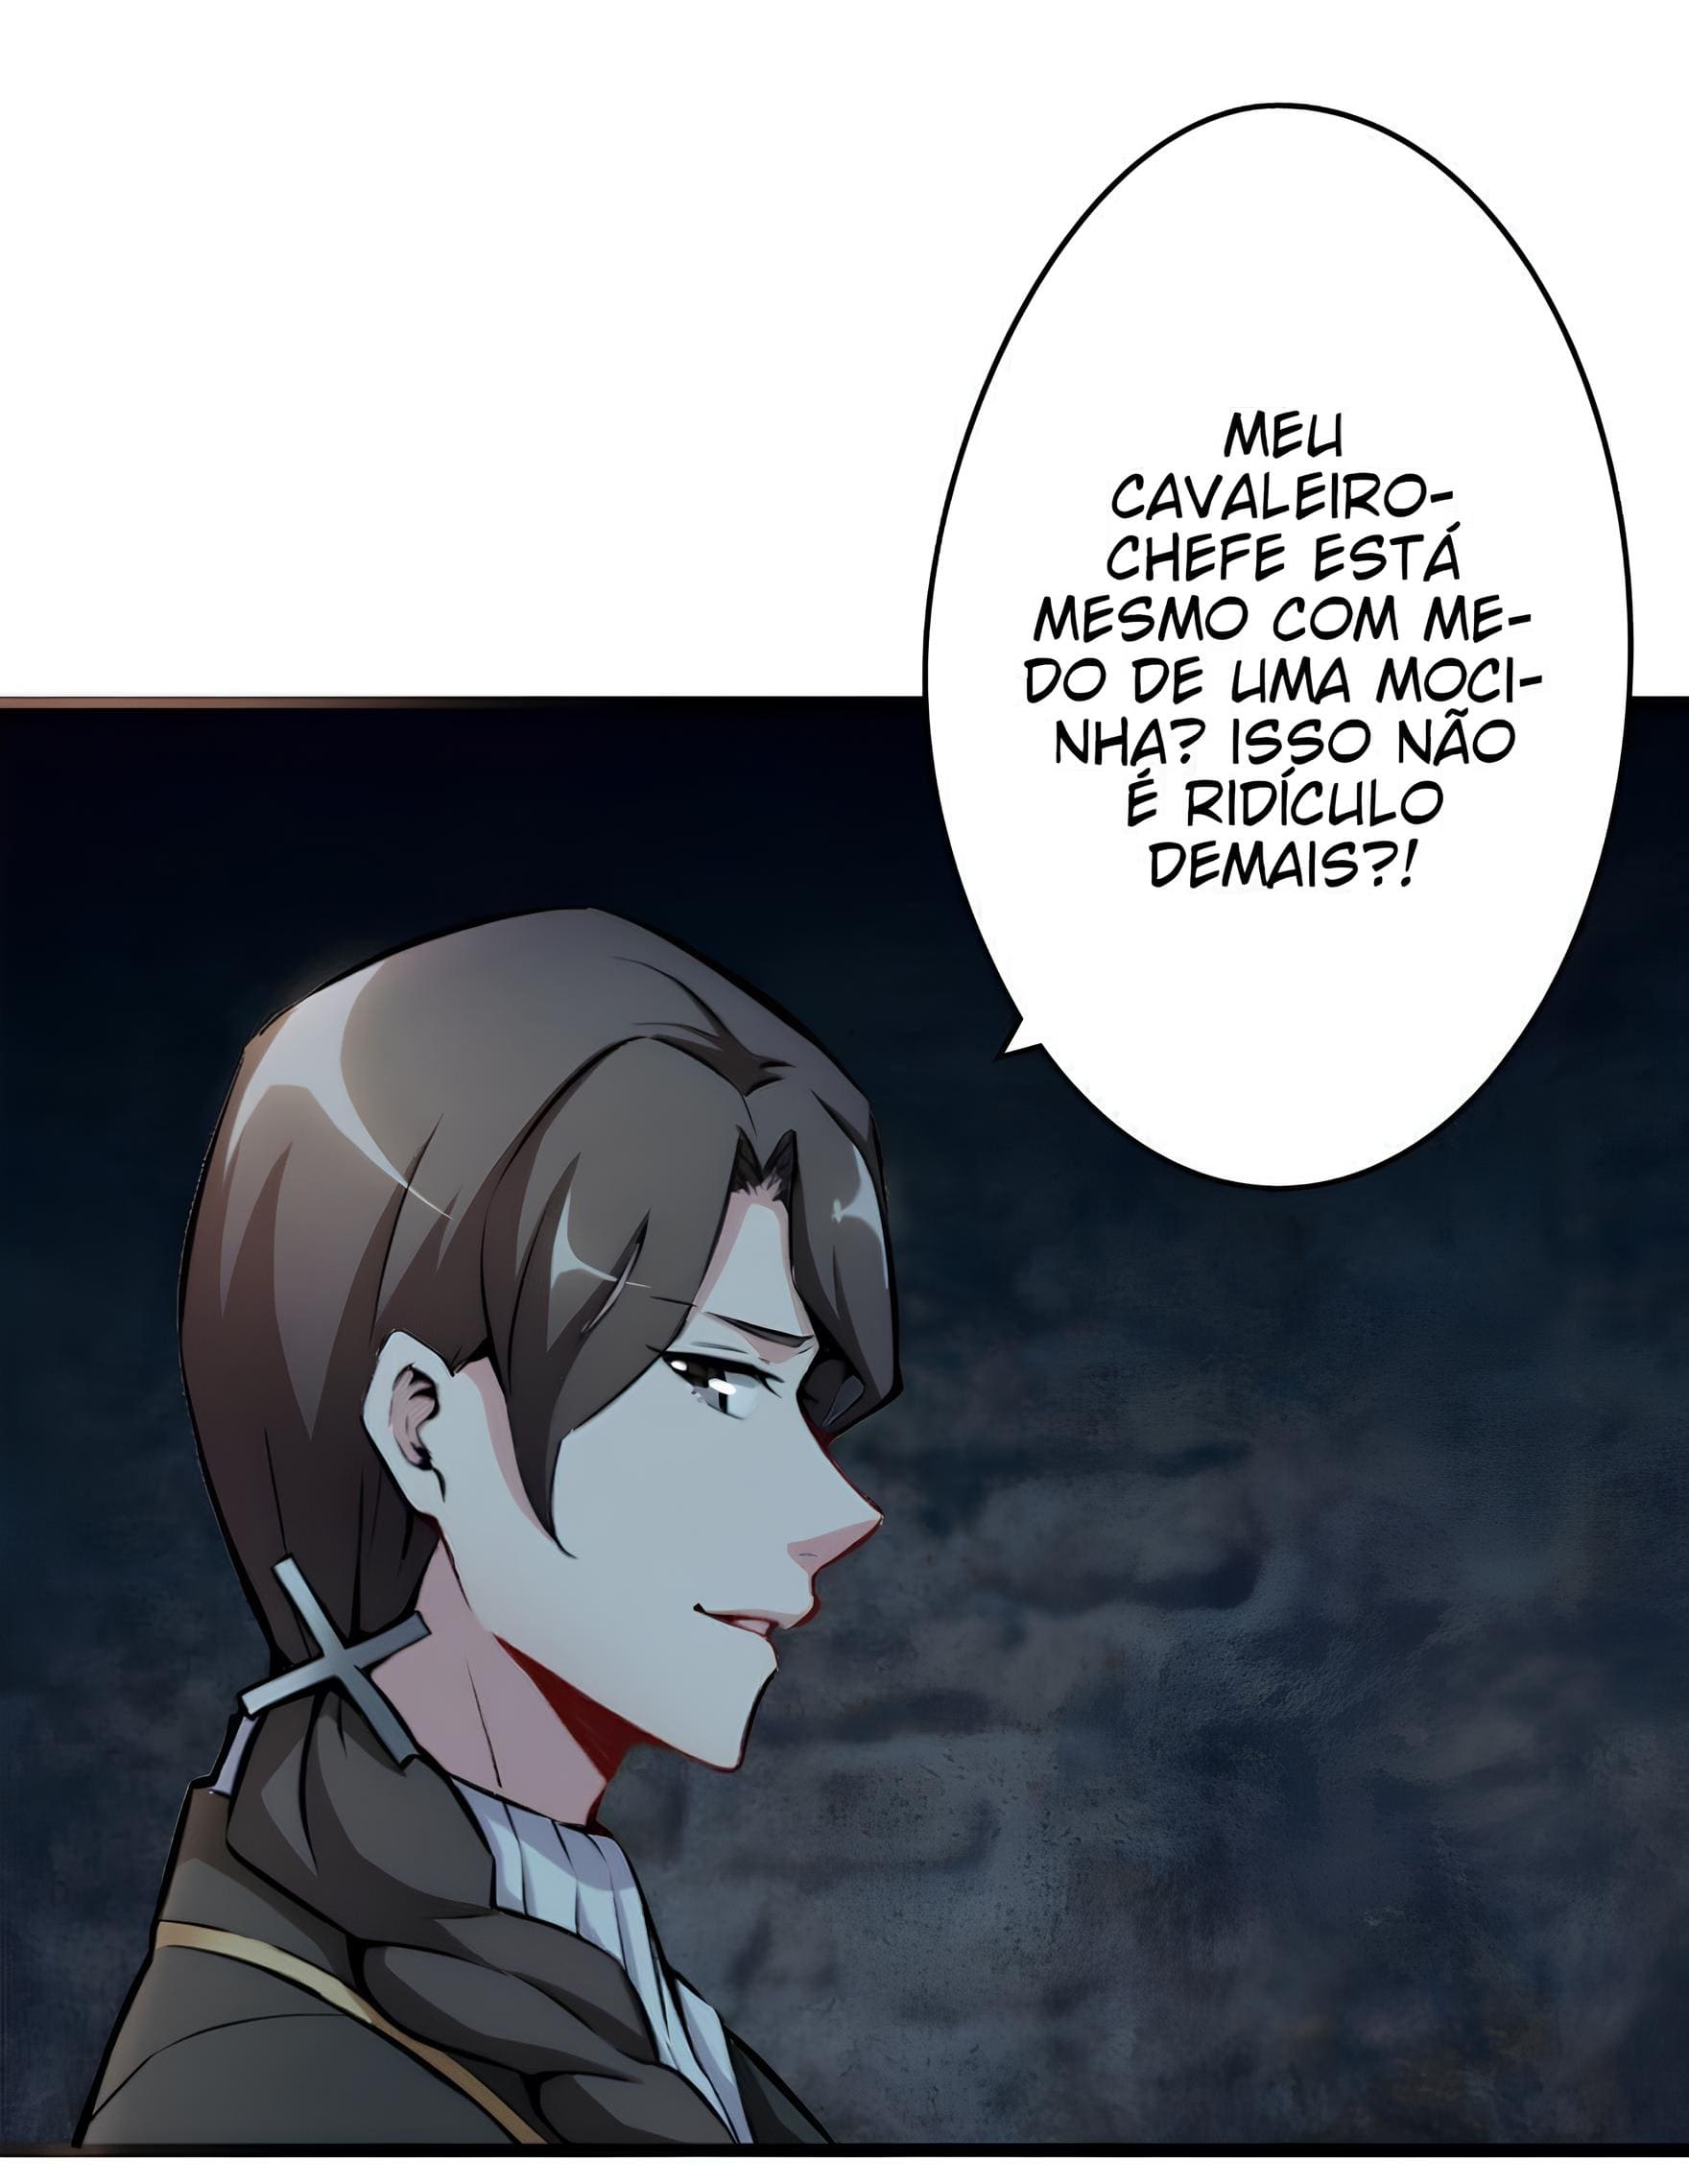 MEU
CAVALEIRO-
CHEFE ESTÁ
MESMO COM ME-
DO DE UMA MOCI-
NHA? ISSO NÃO
É RIDÍCULO
DEMAIS?!